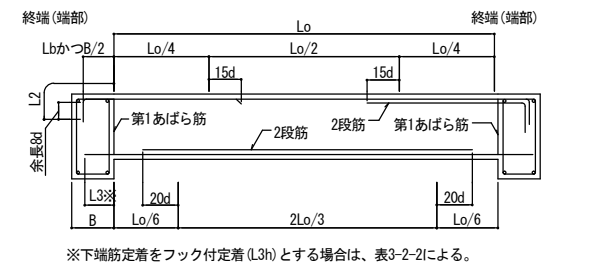 終端(端部)
終端(端部)
Lo
LbかつB/2
Lo/4
Lo/2
Lo/4
15d
15d
L2
余長8d
第1あばら筋
2段筋
2段筋
第1あばら筋
L3※
20d
20d
B
Lo/6
2Lo/3
Lo/6
※下端筋定着をフック付定着(L3h)とする場合は、表3-2-2による。